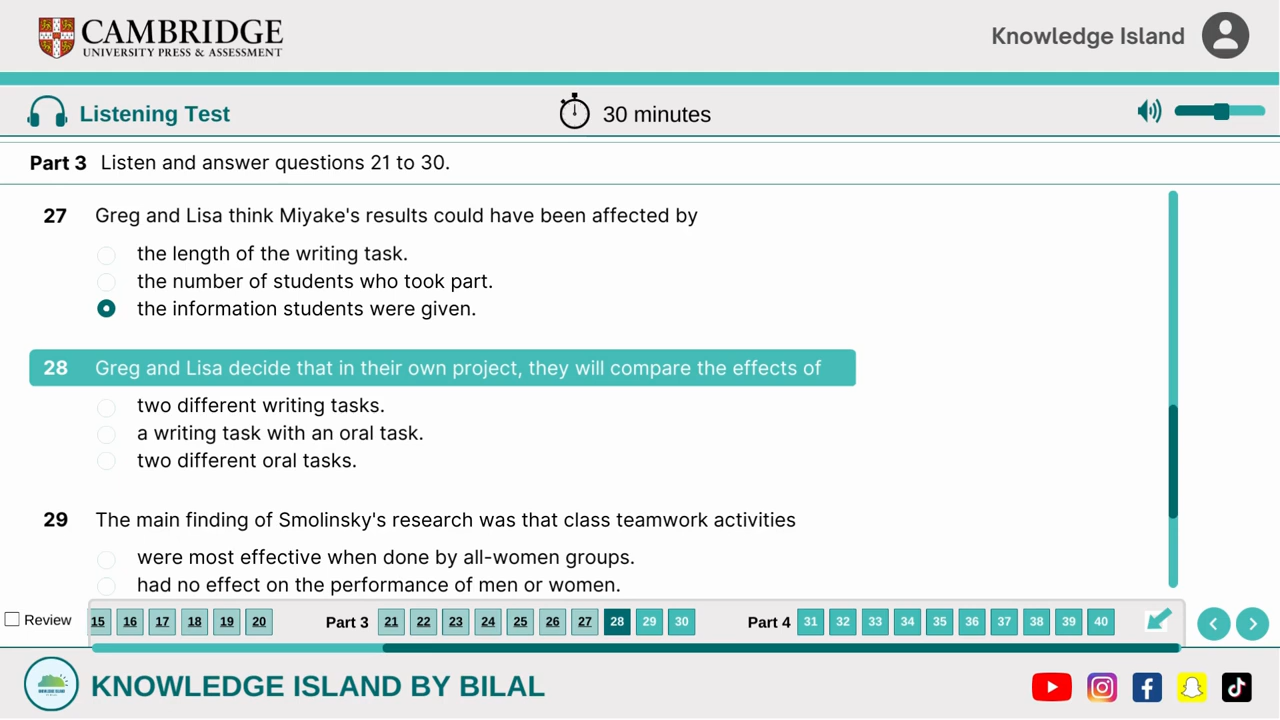 CAMBRIDGE
UNIVERSITY PRESS & ASSESSMENT
Knowledge Island
Listening Test
30 minutes
Part 3 Listen and answer questions 21 to 30.
27 Greg and Lisa think Miyake's results could have been affected by
the length of the writing task.
the number of students who took part.
the information students were given.
28 Greg and Lisa decide that in their own project, they will compare the effects of
two different writing tasks.
a writing task with an oral task.
two different oral tasks.
29 The main finding of Smolinsky's research was that class teamwork activities
were most effective when done by all-women groups.
had no effect on the performance of men or women.
Review 15 16 17 18 19 20 Part 3 21 22 23 24 25 26 27 28 29 30 Part 4 31 32 33 34 35 36 37 38 39 40
KNOWLEDGE ISLAND BY BILAL